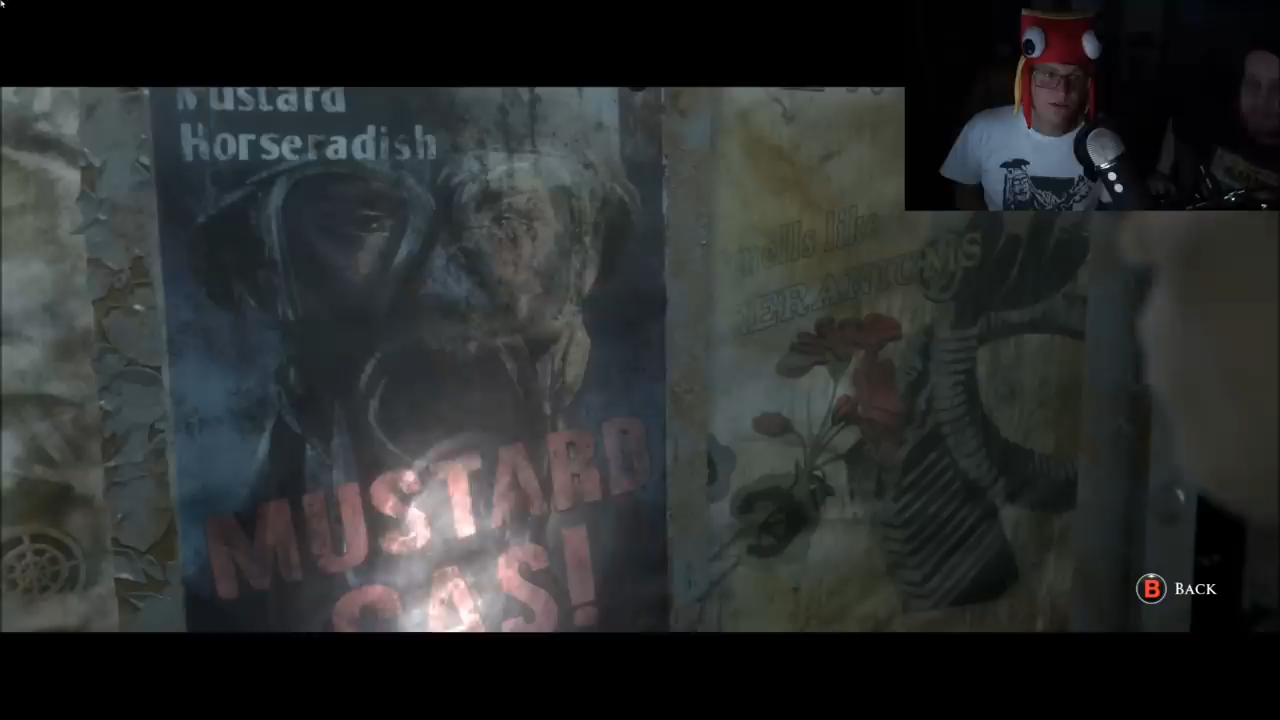 Mustard
Horseradish
MUSTARD
GAS!
smells like
GERANIUMS
B BACK